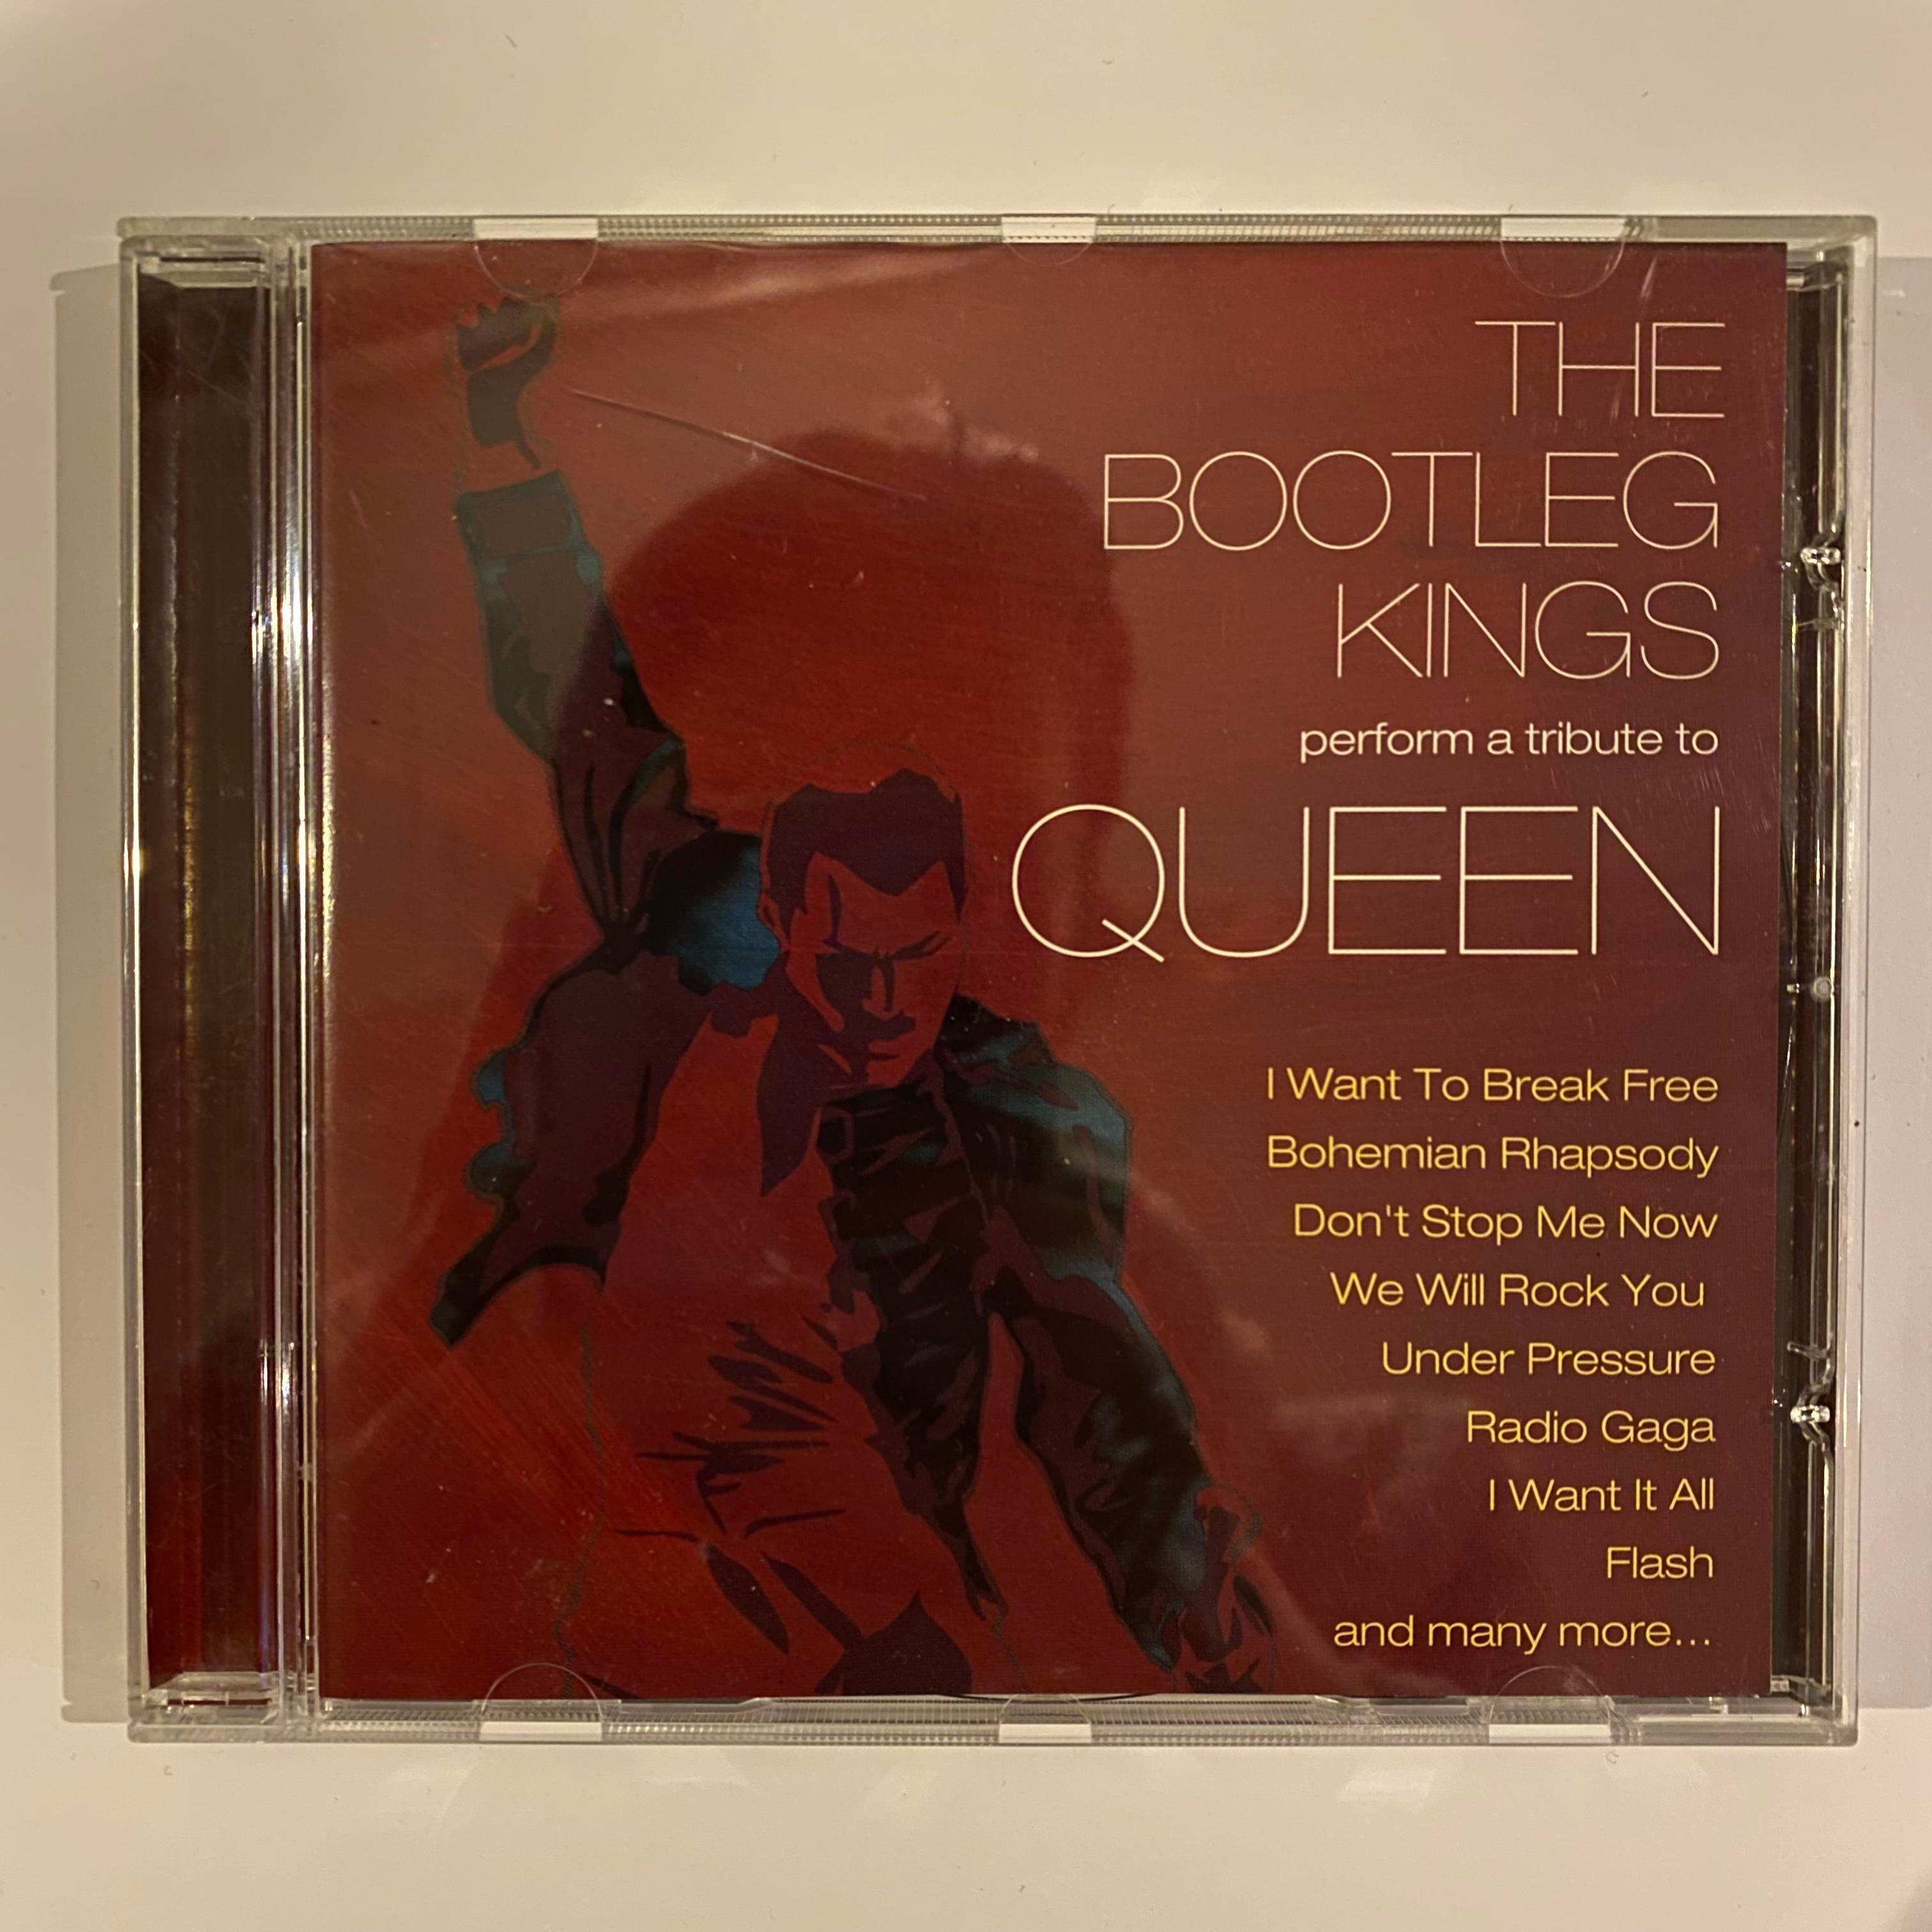 THE
BOOTLEG
KINGS
perform a tribute to
QUEEN
I Want To Break Free
Bohemian Rhapsody
Don't Stop Me Now
We Will Rock You
Under Pressure
Radio Gaga
I Want It All
Flash
and many more...